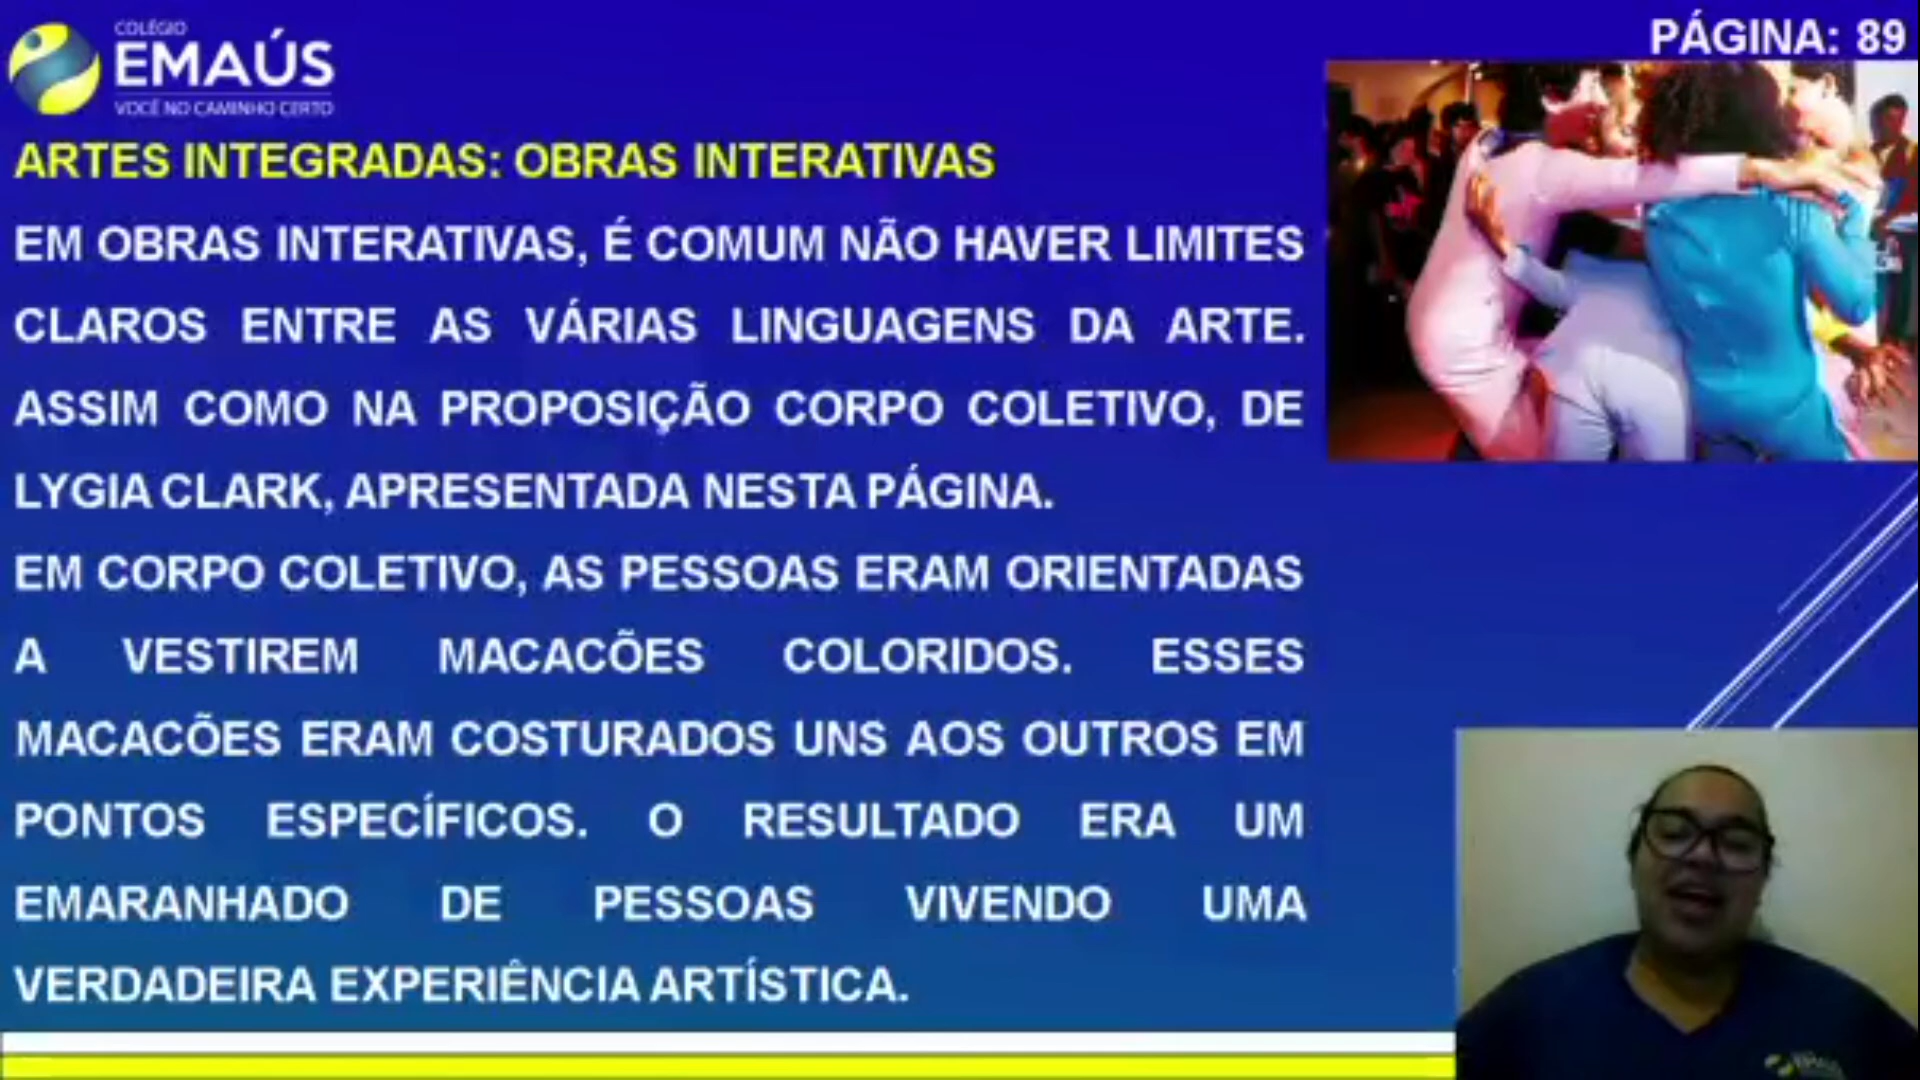 COLÉGIO
EMAÚS
VOCÊ NO CAMINHO CERTO
PÁGINA: 89
ARTES INTEGRADAS: OBRAS INTERATIVAS
EM OBRAS INTERATIVAS, É COMUM NÃO HAVER LIMITES
CLAROS ENTRE AS VÁRIAS LINGUAGENS DA ARTE.
ASSIM COMO NA PROPOSIÇÃO CORPO COLETIVO, DE
LYGIA CLARK, APRESENTADA NESTA PÁGINA.
EM CORPO COLETIVO, AS PESSOAS ERAM ORIENTADAS
A VESTIREM MACACÕES COLORIDOS. ESSES
MACACÕES ERAM COSTURADOS UNS AOS OUTROS EM
PONTOS ESPECÍFICOS. O RESULTADO ERA UM
EMARANHADO DE PESSOAS VIVENDO UMA
VERDADEIRA EXPERIÊNCIA ARTÍSTICA.